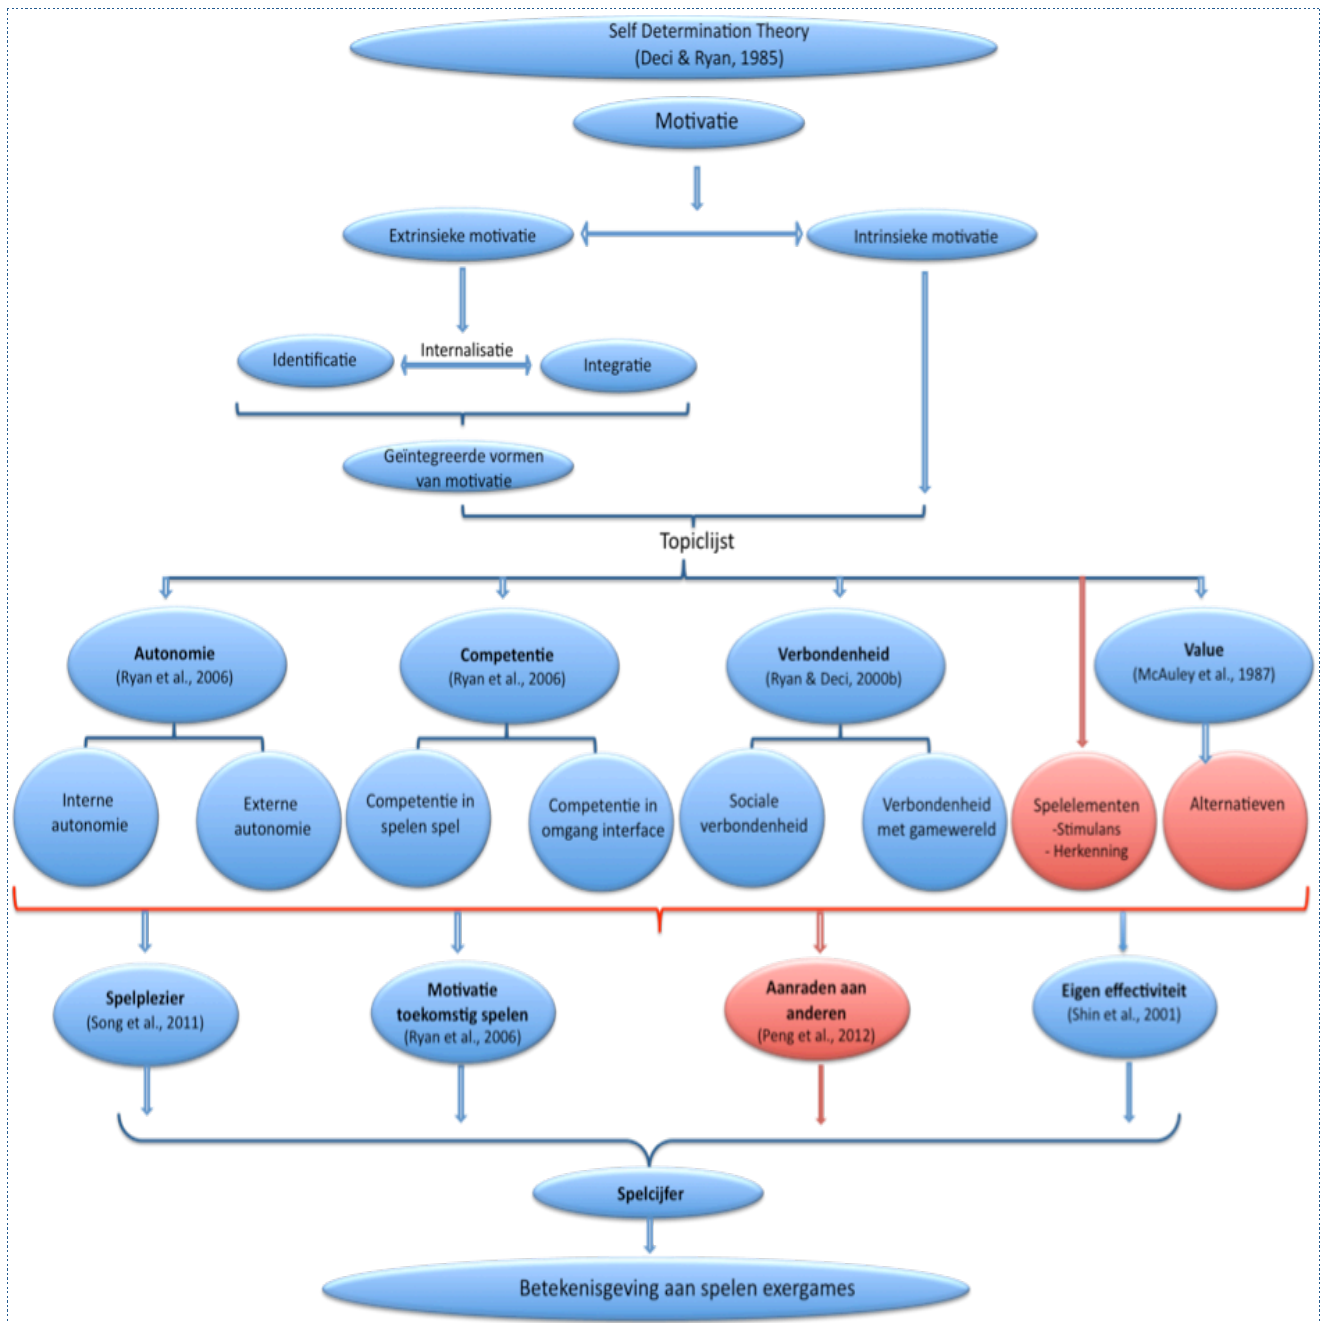 Self Determination Theory
(Deci & Ryan, 1985)
Motivatie
Extrinsieke motivatie
Intrinsieke motivatie
Identificatie
Internalisatie
Integratie
Geïntegreerde vormen
van motivatie
Topiclijst
Autonomie
(Ryan et al., 2006)
Competentie
(Ryan et al., 2006)
Verbondenheid
(Ryan & Deci, 2000b)
Value
(McAuley et al., 1987)
Interne
autonomie
Externe
autonomie
Competentie in
spelen spel
Competentie in
omgang interface
Sociale
verbondenheid
Verbondenheid
met gamewereld
Spelelementen
-Stimulans
- Herkenning
Alternatieven
Spelplezier
(Song et al., 2011)
Motivatie
toekomstig spelen
(Ryan et al., 2006)
Aanraden aan
anderen
(Peng et al., 2012)
Eigen effectiviteit
(Shin et al., 2001)
Spelcijfer
Betekenisgeving aan spelen exergames